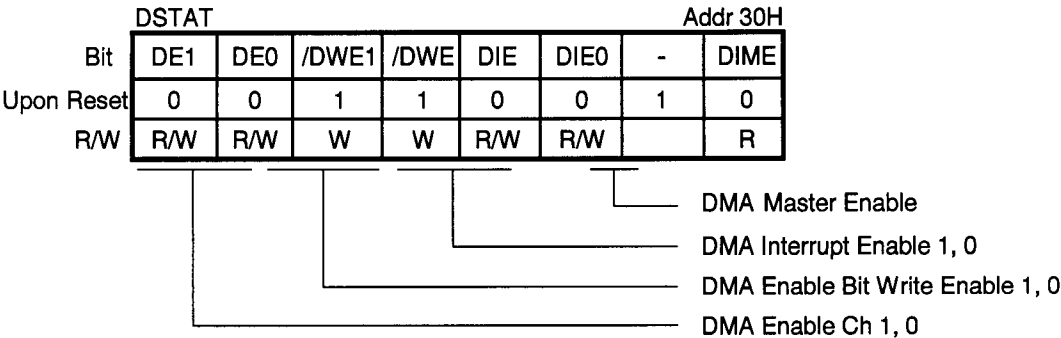 DSTAT Addr 30H
Bit DE1 DE0 /DWE1 /DWE DIE DIE0 - DIME
Upon Reset 0 0 1 1 0 0 1 0
R/W R/W R/W W W R/W R/W R
DMA Master Enable
DMA Interrupt Enable 1, 0
DMA Enable Bit Write Enable 1, 0
DMA Enable Ch 1, 0